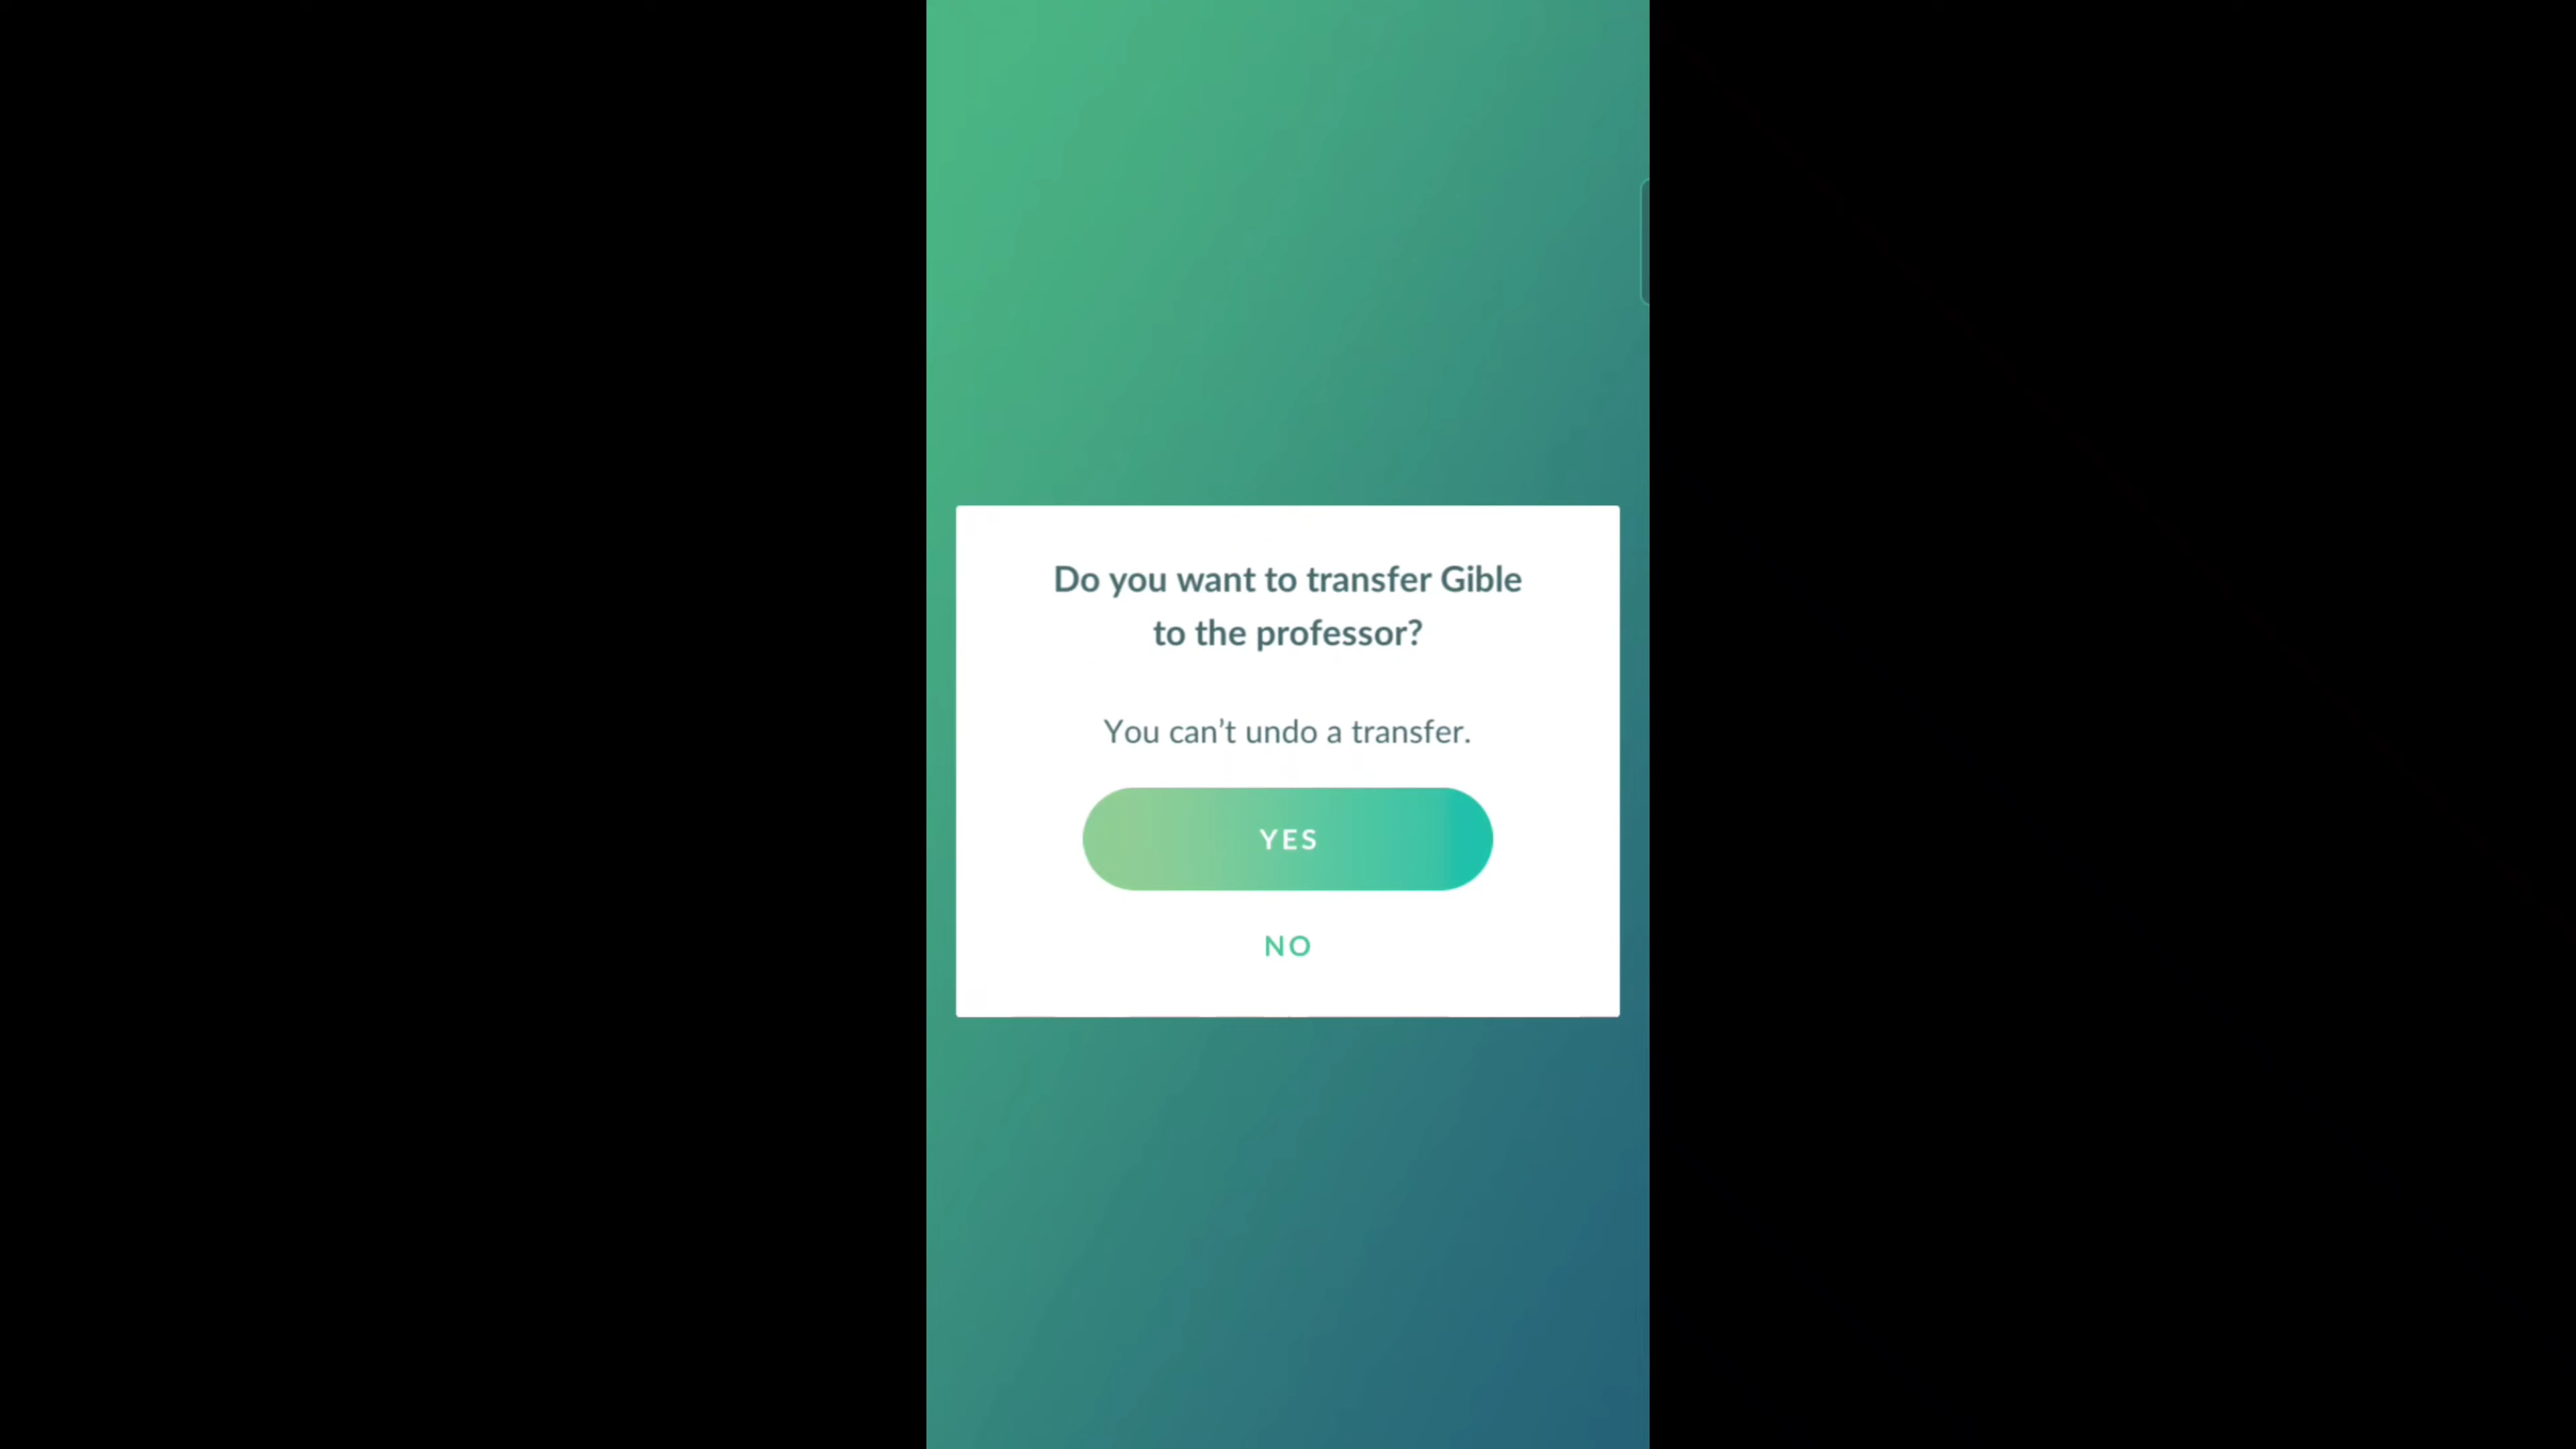 Do you want to transfer Gible
to the professor?
You can’t undo a transfer.
YES
NO